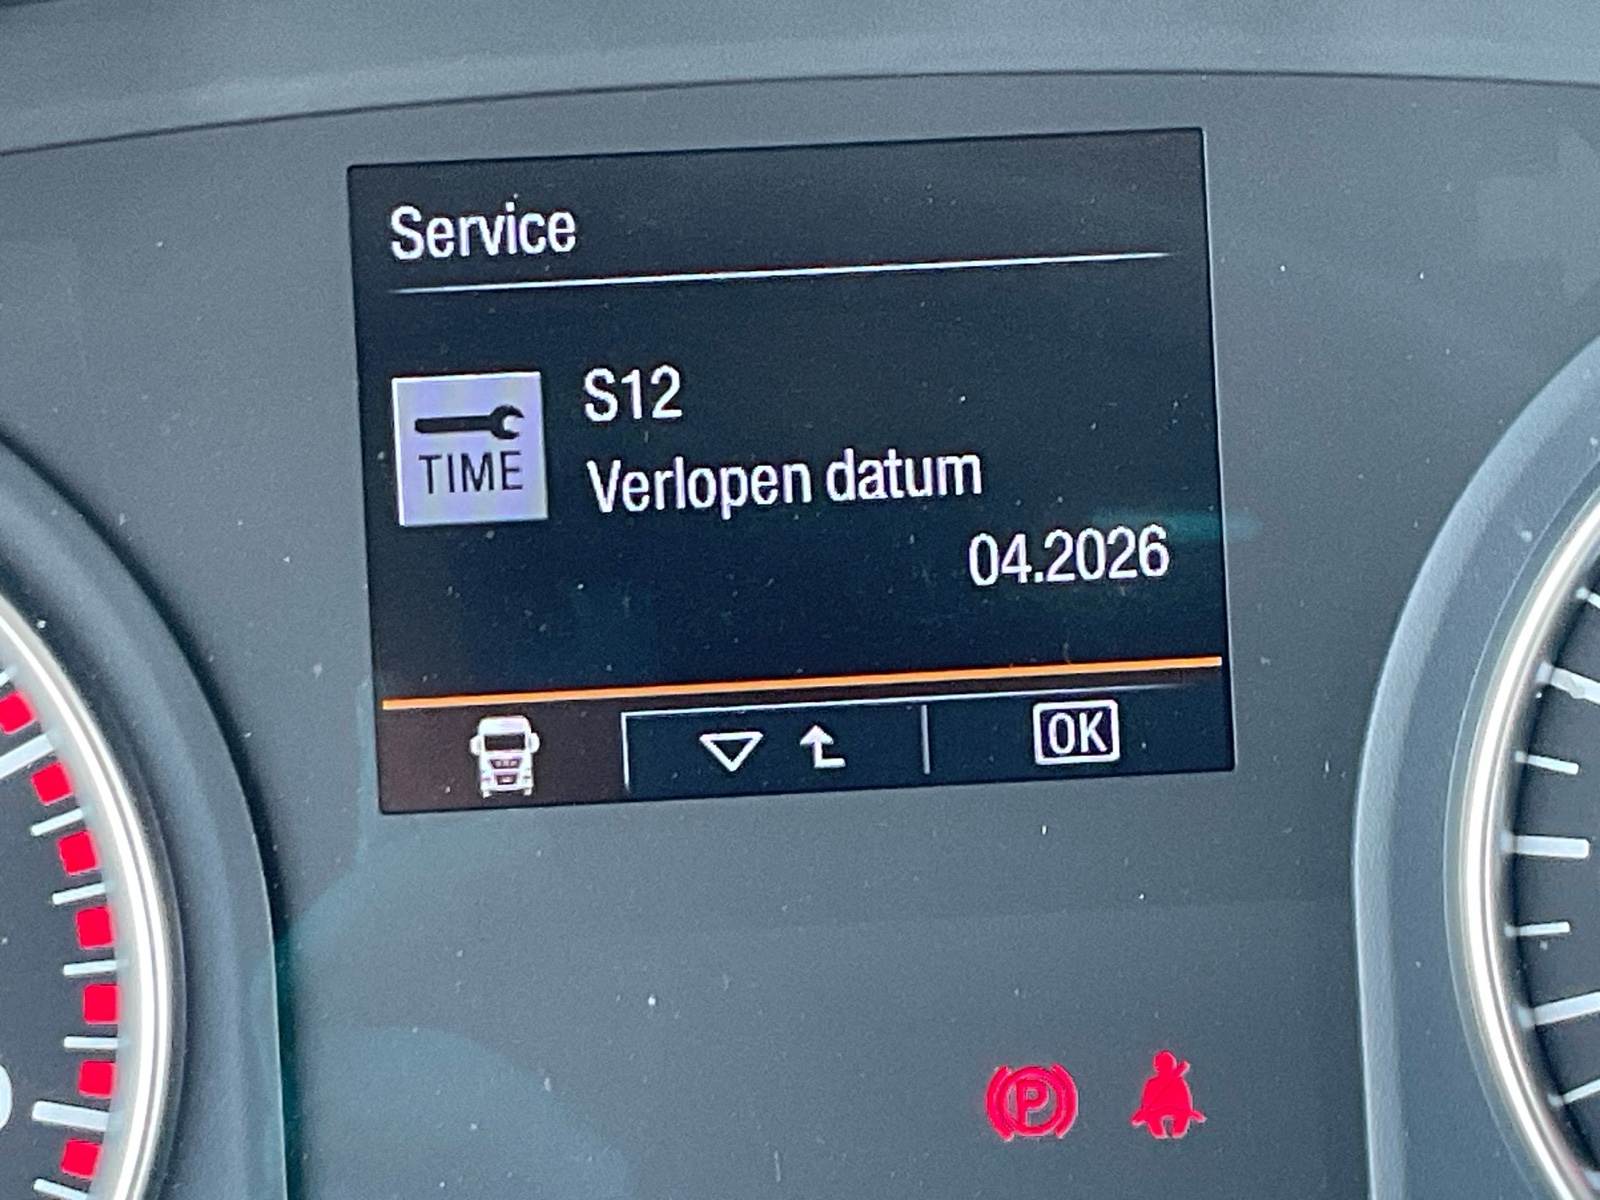 Service
S12
TIME
Verlopen datum
04.2026
OK
P